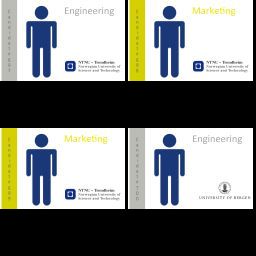 Engineering
NTNU – Trondheim
Norwegian University of
Science and Technology
Marketing
NTNU – Trondheim
Norwegian University of
Science and Technology
Marketing
NTNU – Trondheim
Norwegian University of
Science and Technology
Engineering
UNIVERSITY OF BERGEN